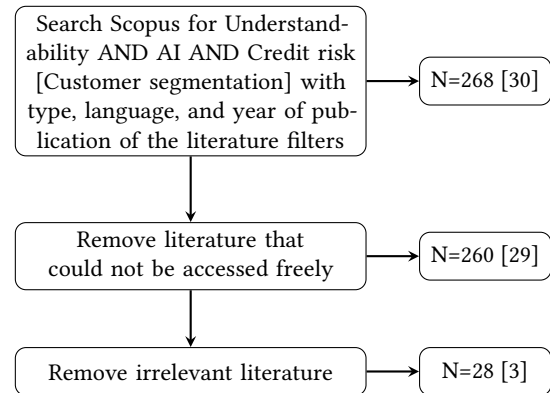 Search Scopus for Understand-
ability AND AI AND Credit risk
[Customer segmentation] with
type, language, and year of pub-
lication of the literature filters
N=268 [30]
Remove literature that
could not be accessed freely
N=260 [29]
Remove irrelevant literature
N=28 [3]